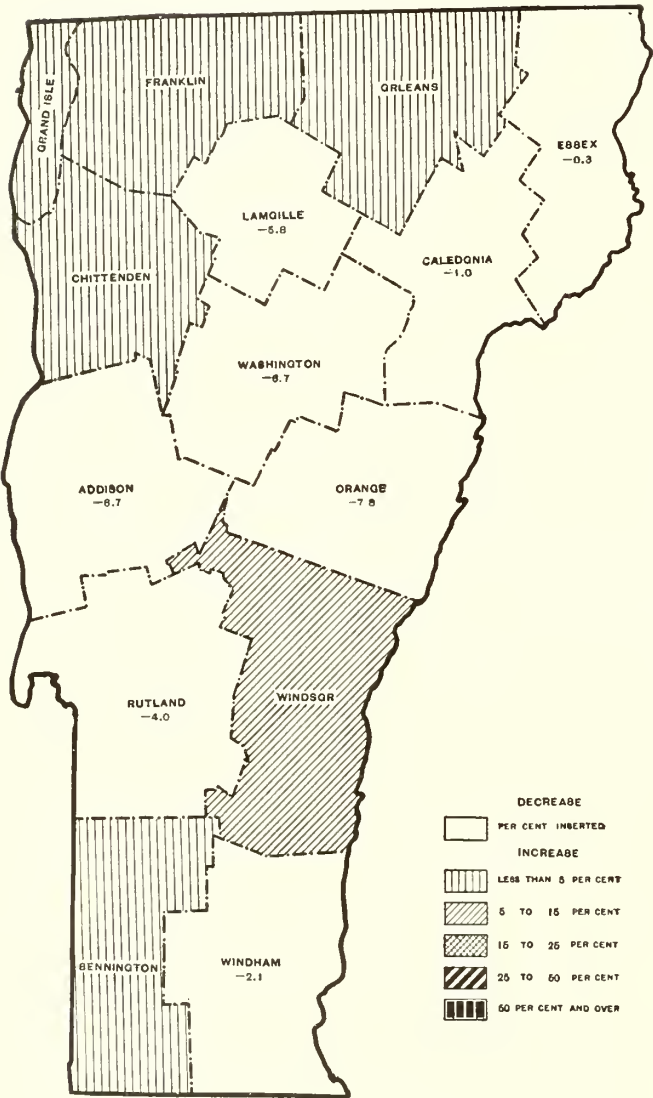 GRAND ISLE
FRANKLIN
ORLEANS
ESSEX
—0.3
LAMOILLE
—5.8
CALEDONIA
—1.0
CHITTENDEN
WASHINGTON
—6.7
ADDISON
—8.7
ORANGE
—7.8
WINDSOR
RUTLAND
—4.0
BENNINGTON
WINDHAM
—2.1
DECREASE
PER CENT INSERTED
INCREASE
LESS THAN 5 PER CENT
5 TO 15 PER CENT
15 TO 25 PER CENT
25 TO 50 PER CENT
50 PER CENT AND OVER